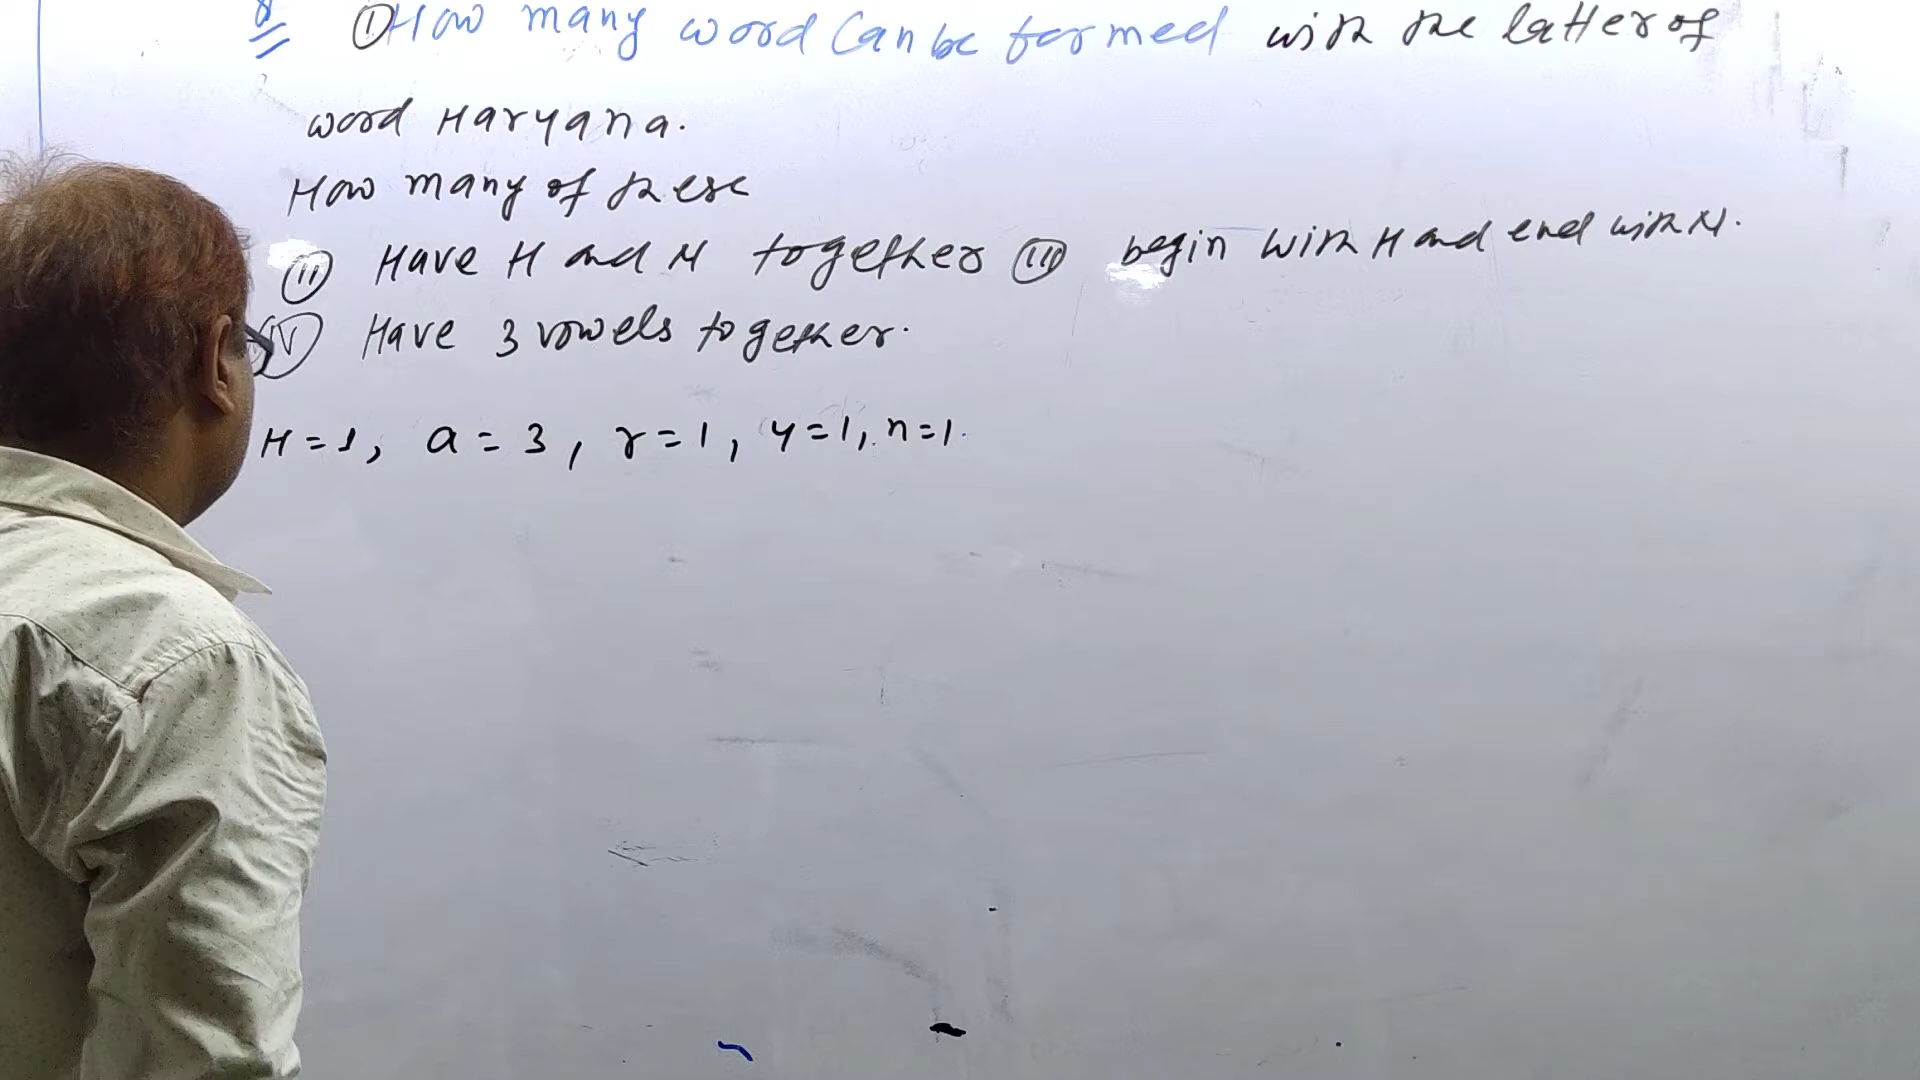 Q ① How many word Can be formed with the latter of
word Haryana.
How many of these
(ii) Have H and N together (iii) begin with H and end with N.
(iv) Have 3 vowels together.
H = 1, a = 3, r = 1, y = 1, n = 1.